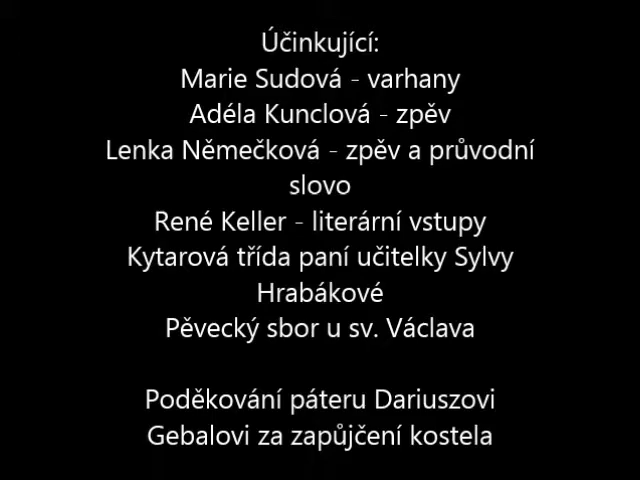 Účinkující:
Marie Sudová - varhany
Adéla Kunclová - zpěv
Lenka Němečková - zpěv a průvodní
slovo
René Keller - literární vstupy
Kytarová třída paní učitelky Sylvy
Hrabákové
Pěvecký sbor u sv. Václava
Poděkování páteru Dariuszovi
Gebalovi za zapůjčení kostela